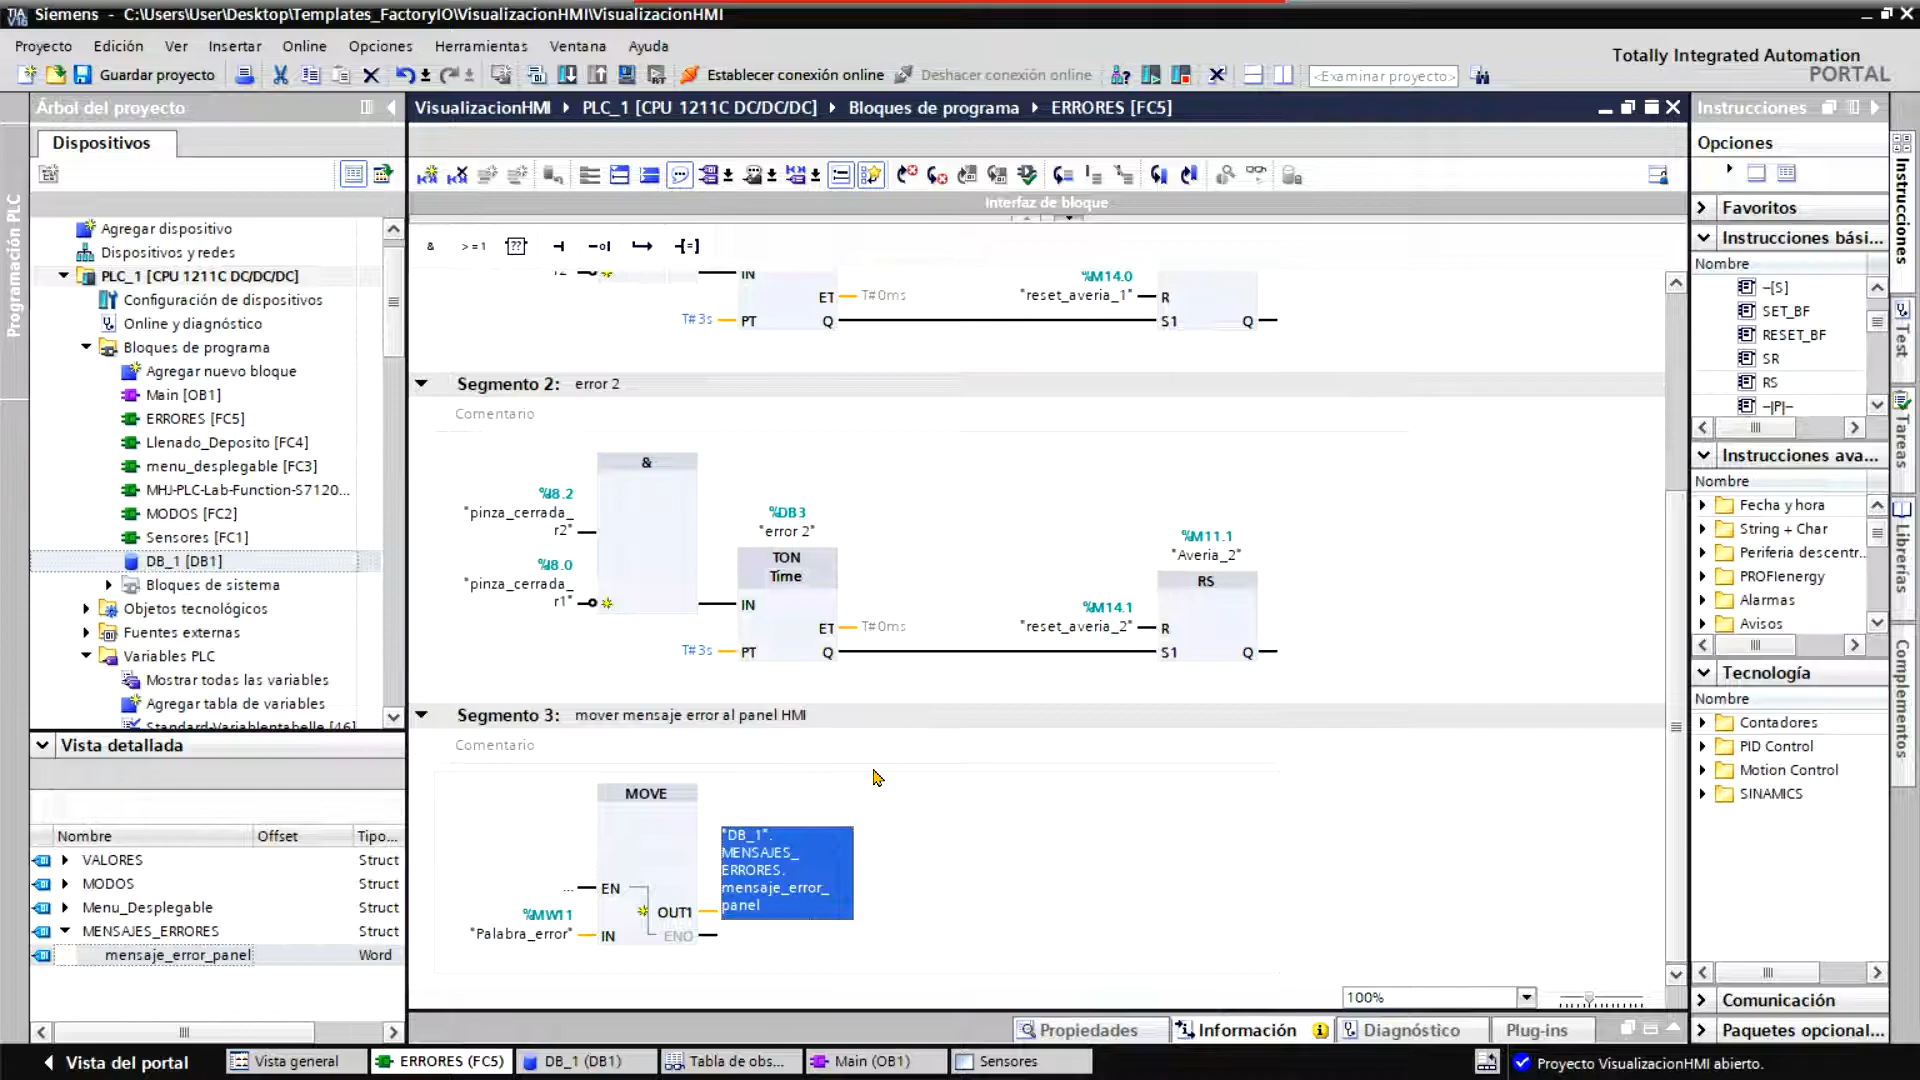 Siemens - C:\Users\User\Desktop\Templates_FactoryIO\VisualizacionHMI\VisualizacionHMI
Proyecto Edición Ver Insertar Online Opciones Herramientas Ventana Ayuda
Totally Integrated Automation
PORTAL
Guardar proyecto
Establecer conexión online
Deshacer conexión online
<Examinar proyecto>
Árbol del proyecto
Dispositivos
Programación PLC
Agregar dispositivo
Dispositivos y redes
PLC_1 [CPU 1211C DC/DC/DC]
Configuración de dispositivos
Online y diagnóstico
Bloques de programa
Agregar nuevo bloque
Main [OB1]
ERRORES [FC5]
Llenado_Deposito [FC4]
menu_desplegable [FC3]
MHJ-PLC-Lab-Function-S7120...
MODOS [FC2]
Sensores [FC1]
DB_1 [DB1]
Bloques de sistema
Objetos tecnológicos
Fuentes externas
Variables PLC
Mostrar todas las variables
Agregar tabla de variables
Standard-Variablentabelle [46]
Vista detallada
Nombre Offset Tipo...
VALORES Struct
MODOS Struct
Menu_Desplegable Struct
MENSAJES_ERRORES Struct
mensaje_error_panel Word
VisualizacionHMI PLC_1 [CPU 1211C DC/DC/DC] Bloques de programa ERRORES [FC5]
Interfaz de bloque
& >=1 ??
r2"
IN
ET T#0ms
T#3s PT Q
%M14.0
"reset_averia_1" R
S1 Q
Segmento 2: error 2
Comentario
&
%I8.2
"pinza_cerrada_
r2"
%I8.0
"pinza_cerrada_
r1"
%DB3
"error 2"
TON
Time
IN
ET T#0ms
T#3s PT Q
%M11.1
"Averia_2"
RS
%M14.1
"reset_averia_2" R
S1 Q
Segmento 3: mover mensaje error al panel HMI
Comentario
MOVE
... EN
%MW11
"Palabra_error" IN
OUT1
ENO
"DB_1".
MENSAJES_
ERRORES.
mensaje_error_
panel
100%
Propiedades Información Diagnóstico Plug-ins
Instrucciones
Opciones
Favoritos
Instrucciones bási...
Nombre
–[S]
SET_BF
RESET_BF
SR
RS
–|P|–
Instrucciones ava...
Nombre
Fecha y hora
String + Char
Periferia descentr..
PROFIenergy
Alarmas
Avisos
Tecnología
Nombre
Contadores
PID Control
Motion Control
SINAMICS
Comunicación
Paquetes opcional...
Instrucciones
Test
Tareas
Librerías
Complementos
Vista del portal
Vista general
ERRORES (FC5)
DB_1 (DB1)
Tabla de obs...
Main (OB1)
Sensores
Proyecto VisualizacionHMI abierto.